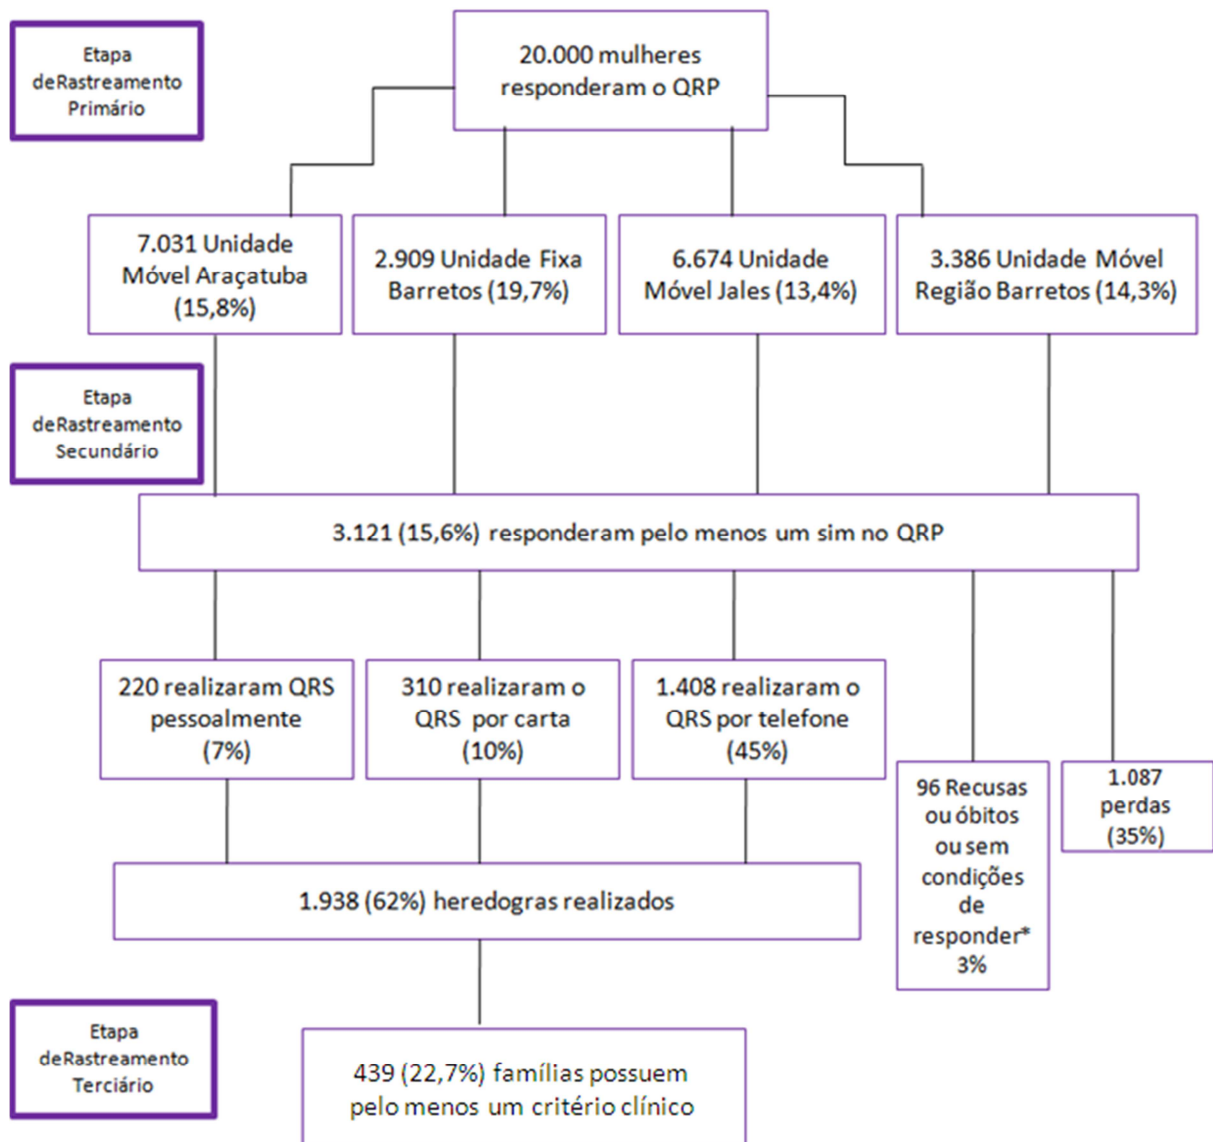 Etapa
deRastreamento
Primário
20.000 mulheres
responderam o QRP
7.031 Unidade
Móvel Araçatuba
(15,8%)
2.909 Unidade Fixa
Barretos (19,7%)
6.674 Unidade
Móvel Jales (13,4%)
3.386 Unidade Móvel
Região Barretos (14,3%)
Etapa
deRastreamento
Secundário
3.121 (15,6%) responderam pelo menos um sim no QRP
220 realizaram QRS
pessoalmente
(7%)
310 realizaram o
QRS por carta
(10%)
1.408 realizaram o
QRS por telefone
(45%)
96 Recusas
ou óbitos
ou sem
condições
de
responder*
3%
1.087
perdas
(35%)
1.938 (62%) heredogras realizados
Etapa
deRastreamento
Terciário
439 (22,7%) famílias possuem
pelo menos um critério clínico